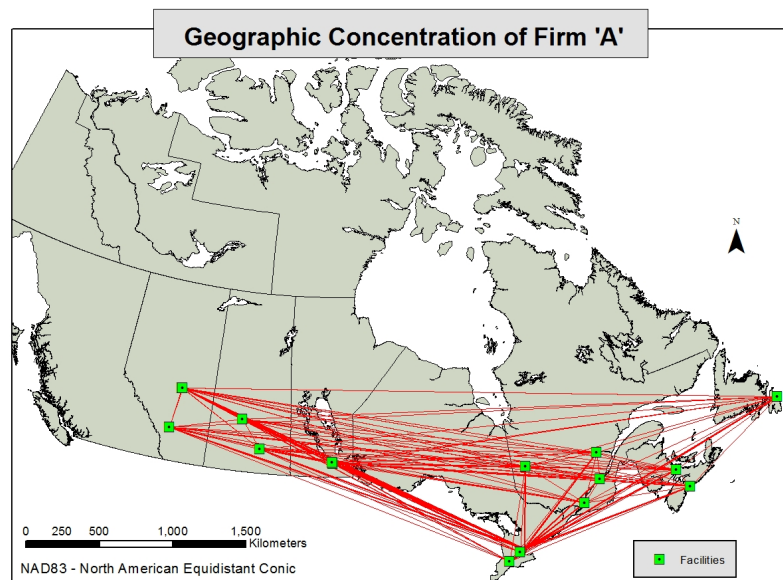 Geographic Concentration of Firm 'A'
N
0 250 500 1,000 1,500
Kilometers
NAD83 - North American Equidistant Conic
Facilities